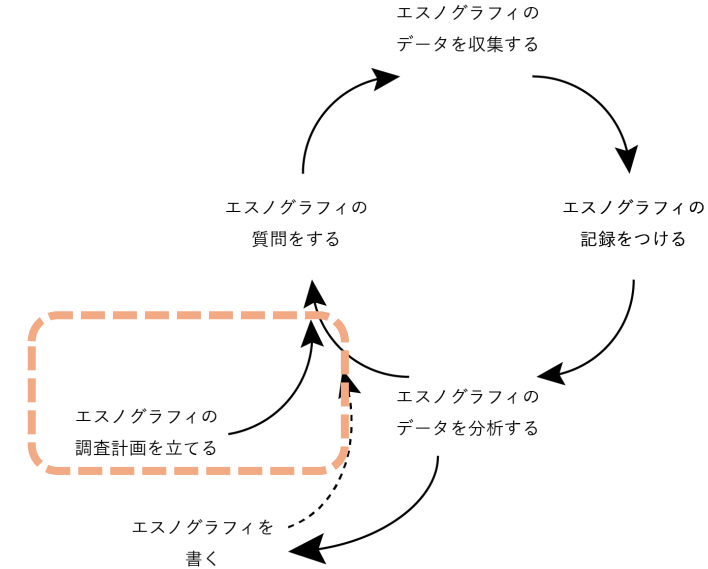 エスノグラフィの
データを収集する
エスノグラフィの
質問をする
エスノグラフィの
記録をつける
エスノグラフィの
データを分析する
エスノグラフィの
調査計画を立てる
エスノグラフィを
書く